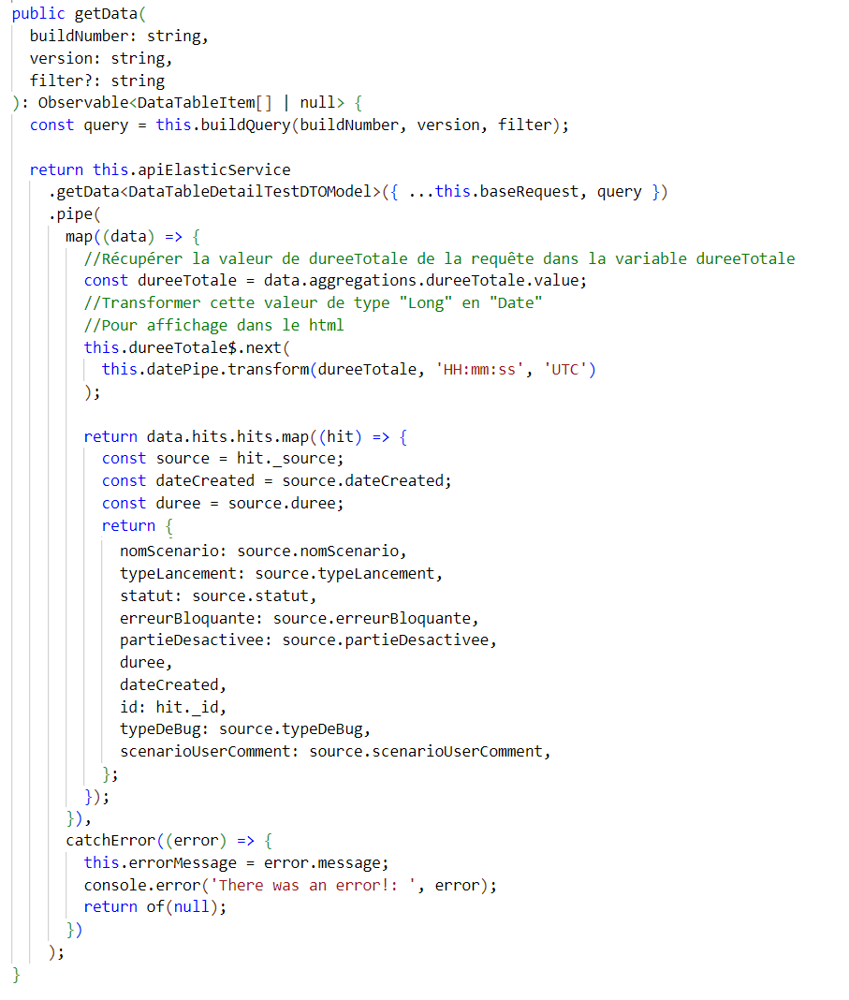 public getData(
  buildNumber: string,
  version: string,
  filter?: string
): Observable<DataTableItem[] | null> {
  const query = this.buildQuery(buildNumber, version, filter);

  return this.apiElasticService
    .getData<DataTableDetailTestDTOModel>({ ...this.baseRequest, query })
    .pipe(
      map((data) => {
        //Récupérer la valeur de dureeTotale de la requête dans la variable dureeTotale
        const dureeTotale = data.aggregations.dureeTotale.value;
        //Transformer cette valeur de type "Long" en "Date"
        //Pour affichage dans le html
        this.dureeTotale$.next(
          this.datePipe.transform(dureeTotale, 'HH:mm:ss', 'UTC')
        );

        return data.hits.hits.map((hit) => {
          const source = hit._source;
          const dateCreated = source.dateCreated;
          const duree = source.duree;
          return {
            nomScenario: source.nomScenario,
            typeLancement: source.typeLancement,
            statut: source.statut,
            erreurBloquante: source.erreurBloquante,
            partieDesactivee: source.partieDesactivee,
            duree,
            dateCreated,
            id: hit._id,
            typeDeBug: source.typeDeBug,
            scenarioUserComment: source.scenarioUserComment,
          };
        });
      }),
      catchError((error) => {
        this.errorMessage = error.message;
        console.error('There was an error!: ', error);
        return of(null);
      })
    );
}